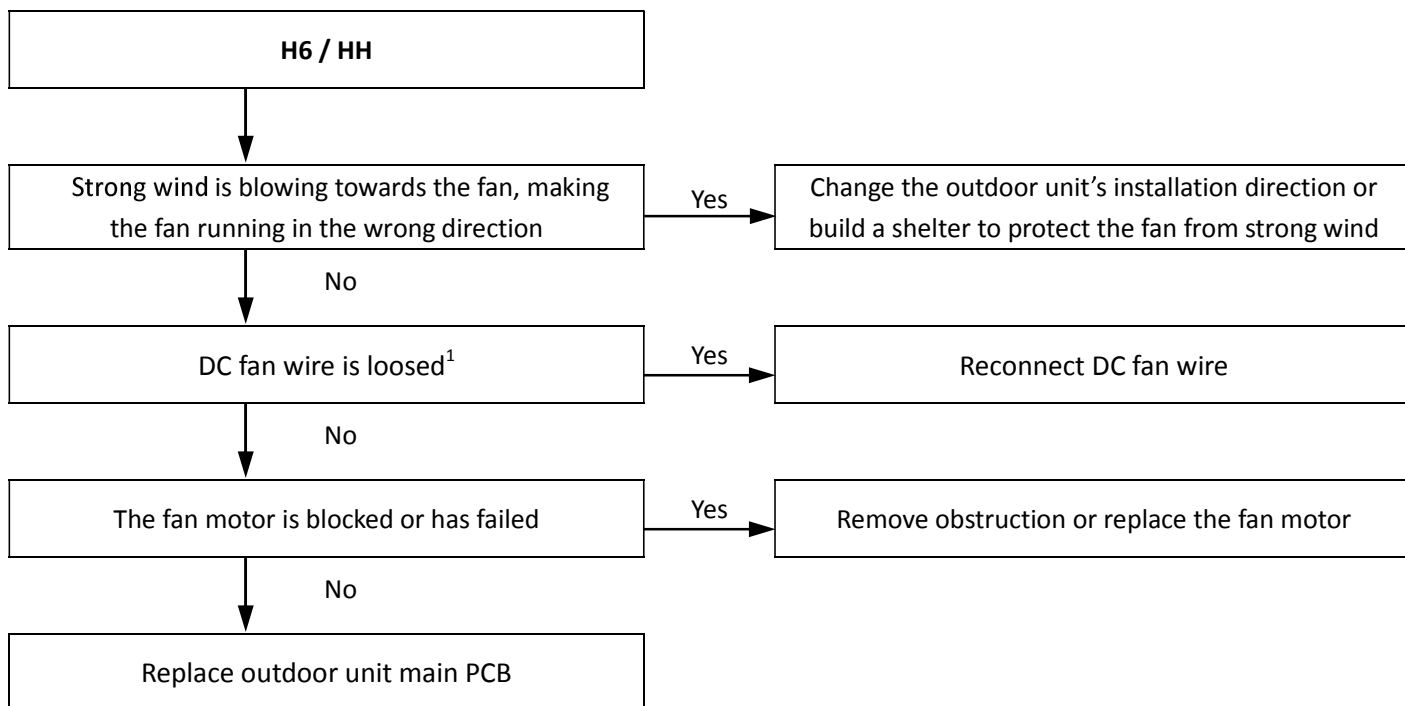 H6 / HH
Strong wind is blowing towards the fan, making
the fan running in the wrong direction
Yes
Change the outdoor unit’s installation direction or
build a shelter to protect the fan from strong wind
No
DC fan wire is loosed1
Yes
Reconnect DC fan wire
No
The fan motor is blocked or has failed
Yes
Remove obstruction or replace the fan motor
No
Replace outdoor unit main PCB